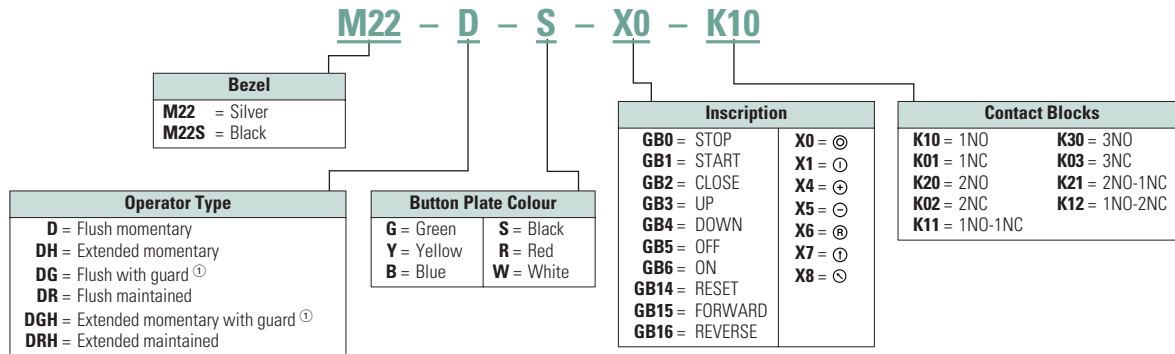 M22 – D – S – X0 – K10
Bezel
M22 = Silver
M22S = Black
Operator Type
D = Flush momentary
DH = Extended momentary
DG = Flush with guard ①
DR = Flush maintained
DGH = Extended momentary with guard ①
DRH = Extended maintained
Button Plate Colour
G = Green
Y = Yellow
B = Blue
S = Black
R = Red
W = White
Inscription
GB0 = STOP
GB1 = START
GB2 = CLOSE
GB3 = UP
GB4 = DOWN
GB5 = OFF
GB6 = ON
GB14 = RESET
GB15 = FORWARD
GB16 = REVERSE
X0 = ◎
X1 = ⏼
X4 = ⊕
X5 = ⊖
X6 = Ⓡ
X7 = ⦶
X8 = ⦸
Contact Blocks
K10 = 1NO
K01 = 1NC
K20 = 2NO
K02 = 2NC
K11 = 1NO-1NC
K30 = 3NO
K03 = 3NC
K21 = 2NO-1NC
K12 = 1NO-2NC